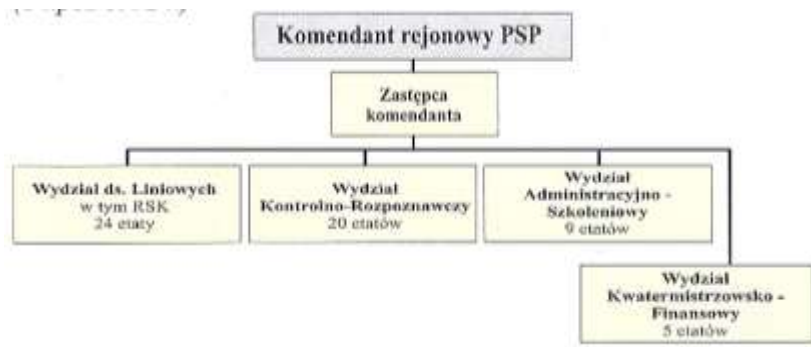 Komendant rejonowy PSP
Zastępca
komendanta
Wydział ds. Liniowych
w tym RSK
24 etaty
Wydział
Kontrolno-Rozpoznawczy
20 etatów
Wydział
Administracyjno -
Szkoleniowy
9 etatów
Wydział
Kwatermistrzowsko -
Finansowy
5 etatów